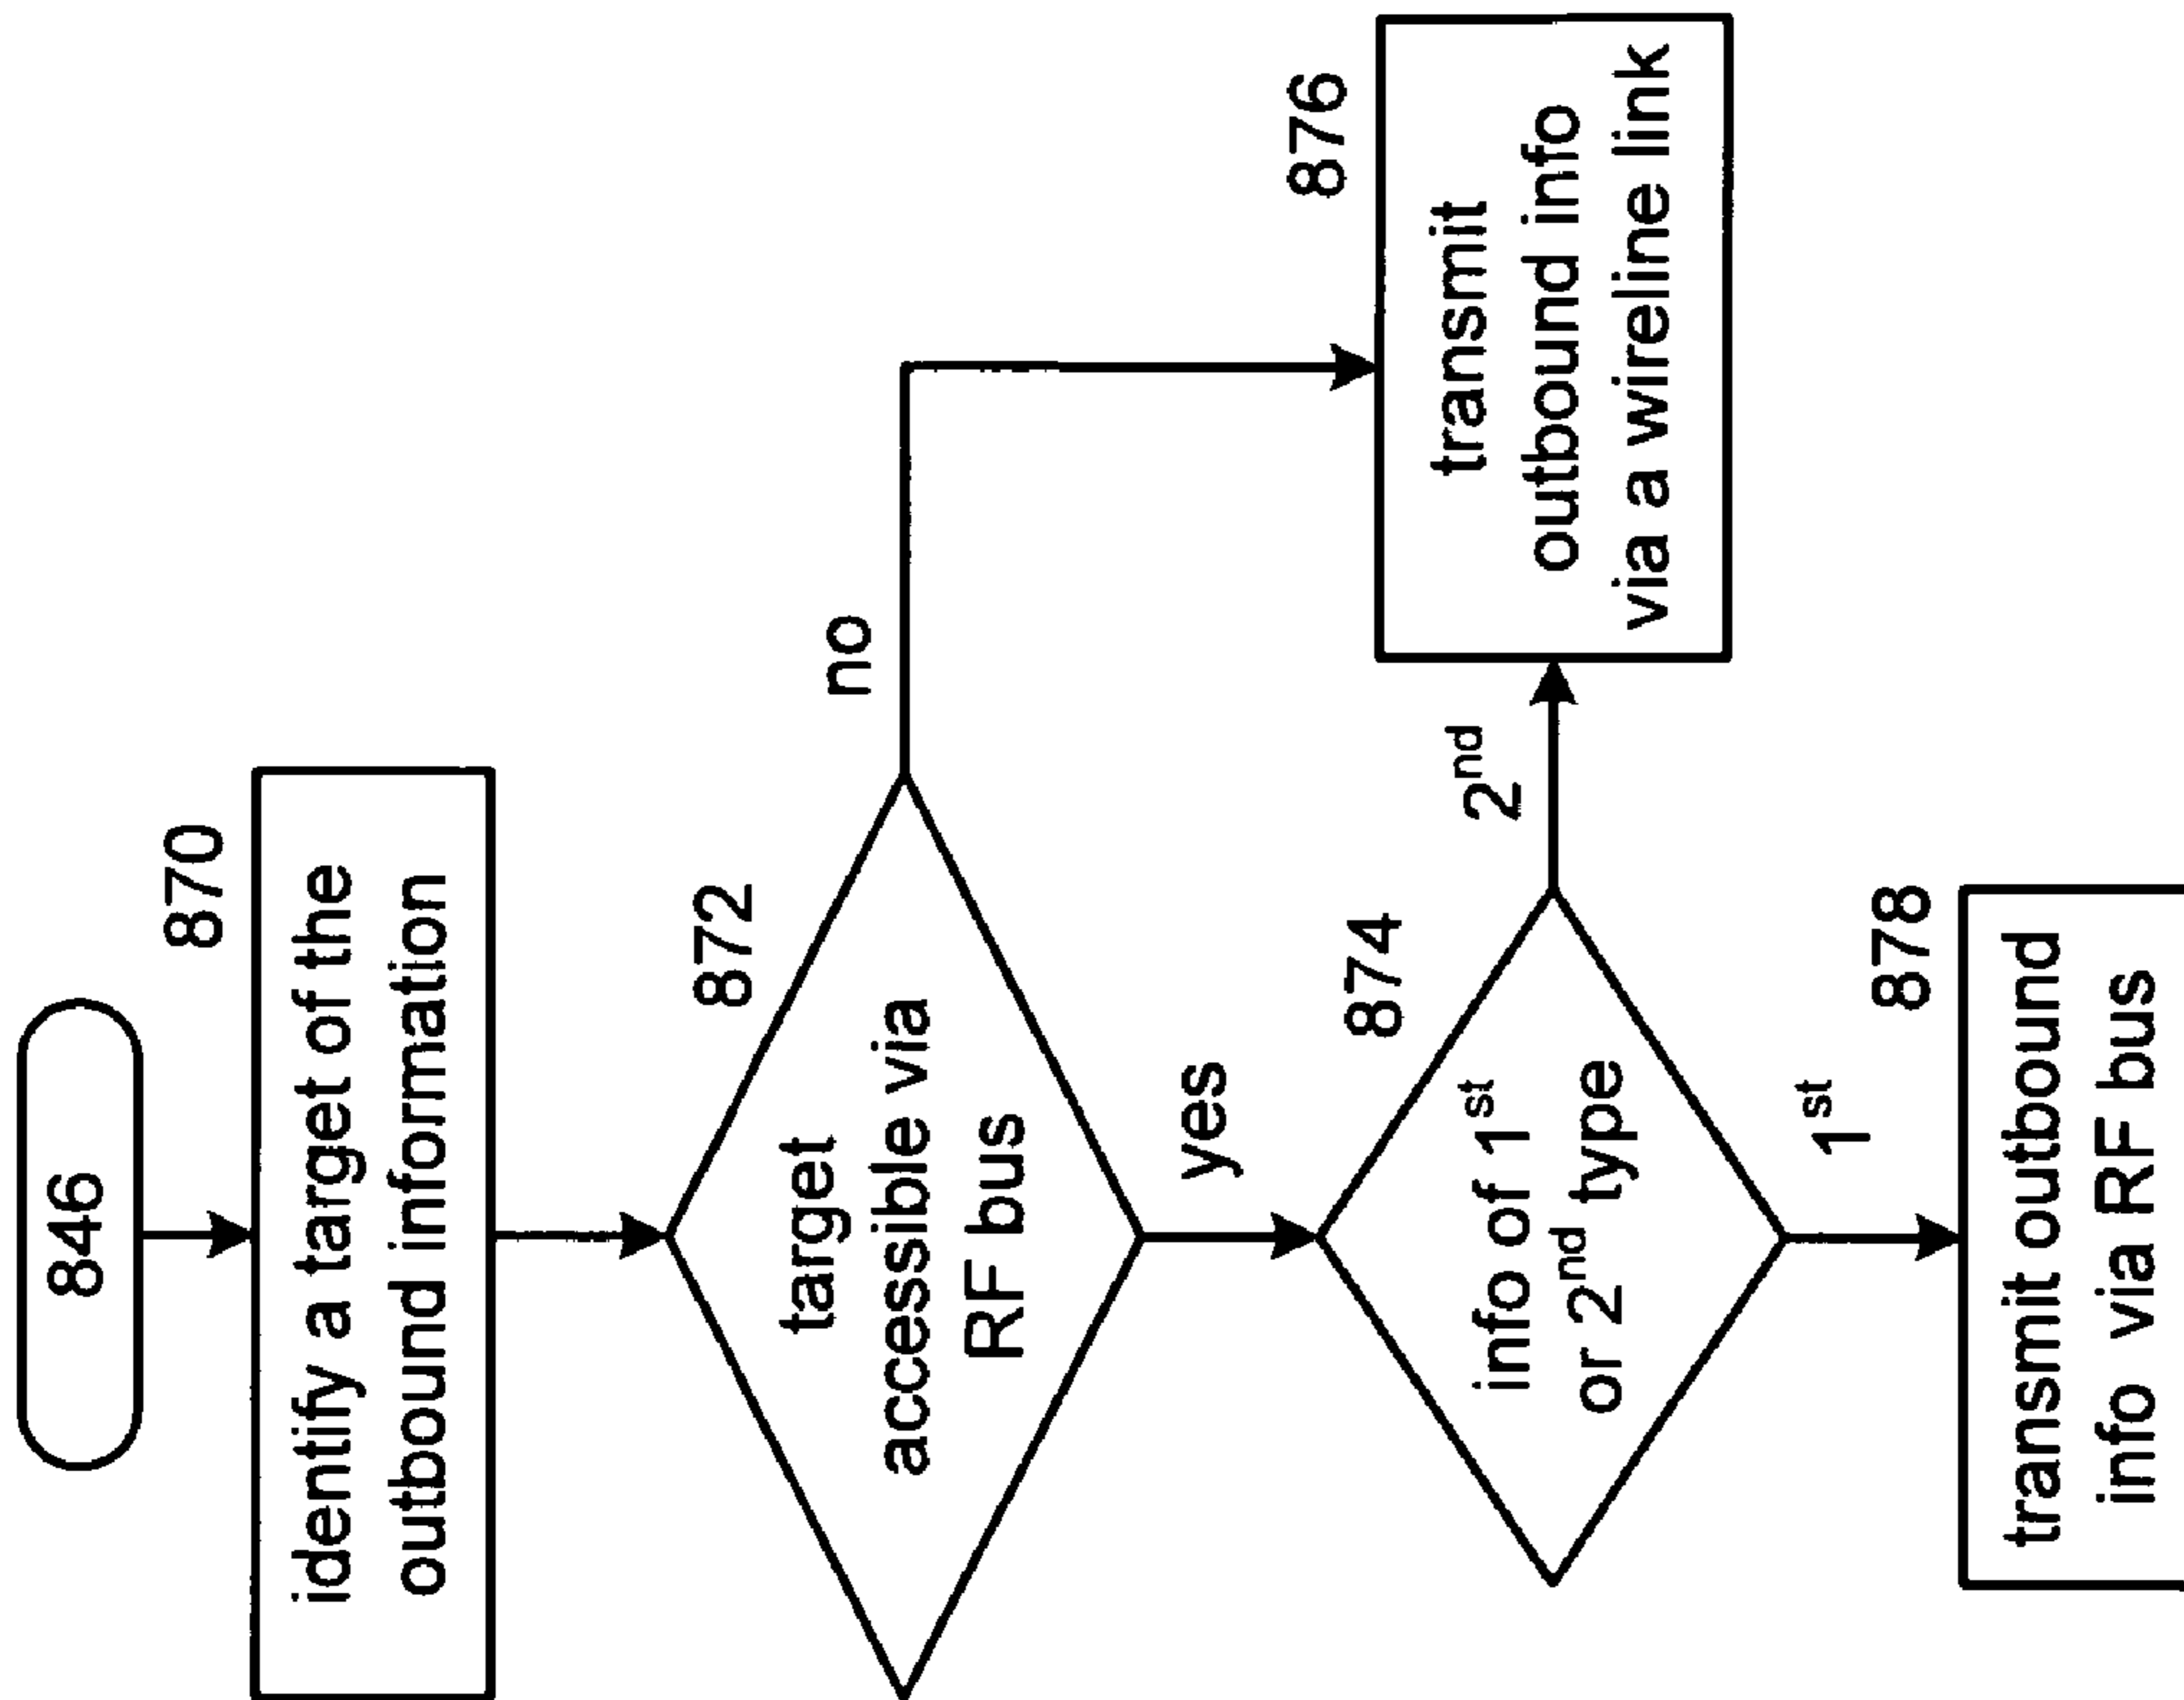 846
870
identify a target of the
outbound information
872
target
accessible via
RF bus
no
yes
874
info of 1st
or 2nd type
2nd
876
transmit
outbound info
via a wireline link
1st
878
transmit outbound
info via RF bus